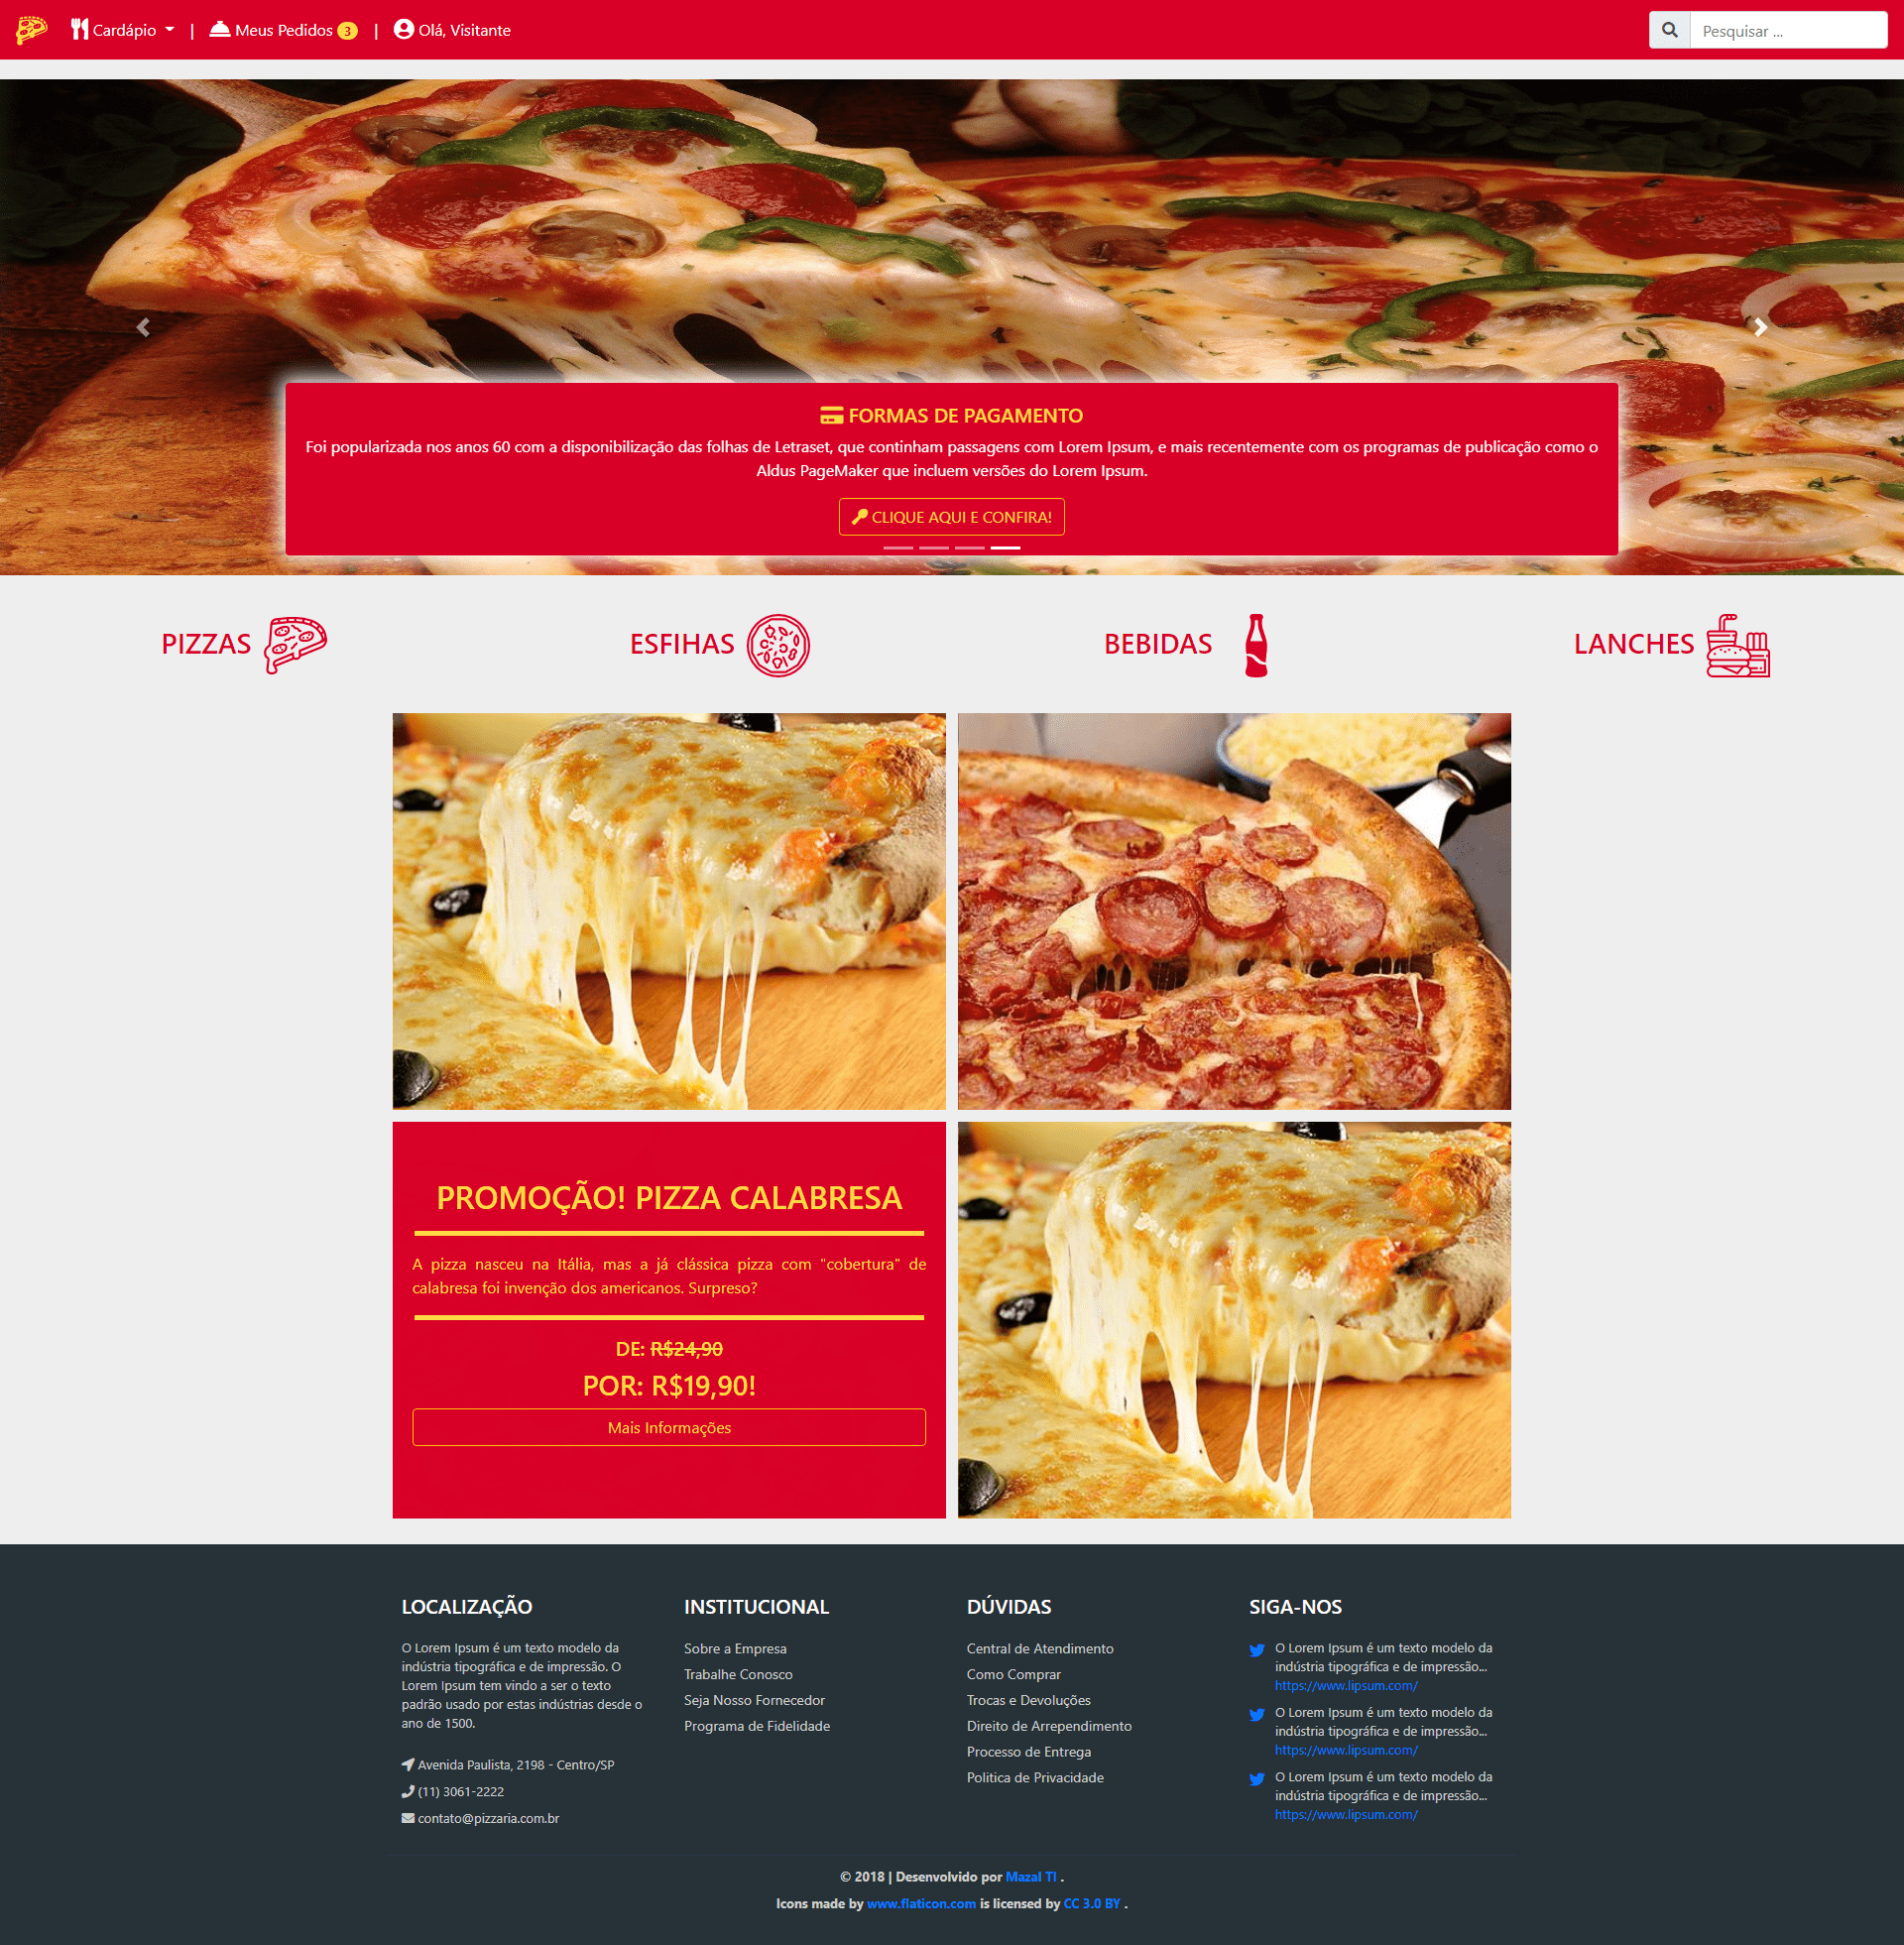 Cardápio | Meus Pedidos 3 | Olá, Visitante
Pesquisar ...
FORMAS DE PAGAMENTO
Foi popularizada nos anos 60 com a disponibilização das folhas de Letraset, que continham passagens com Lorem Ipsum, e mais recentemente com os programas de publicação como o
Aldus PageMaker que incluem versões do Lorem Ipsum.
CLIQUE AQUI E CONFIRA!
PIZZAS
ESFIHAS
BEBIDAS
LANCHES
PROMOÇÃO! PIZZA CALABRESA
A pizza nasceu na Itália, mas a já clássica pizza com "cobertura" de
calabresa foi invenção dos americanos. Surpreso?
DE: R$24,90
POR: R$19,90!
Mais Informações
LOCALIZAÇÃO
O Lorem Ipsum é um texto modelo da
indústria tipográfica e de impressão. O
Lorem Ipsum tem vindo a ser o texto
padrão usado por estas indústrias desde o
ano de 1500.
Avenida Paulista, 2198 - Centro/SP
(11) 3061-2222
contato@pizzaria.com.br
INSTITUCIONAL
Sobre a Empresa
Trabalhe Conosco
Seja Nosso Fornecedor
Programa de Fidelidade
DÚVIDAS
Central de Atendimento
Como Comprar
Trocas e Devoluções
Direito de Arrependimento
Processo de Entrega
Politica de Privacidade
SIGA-NOS
O Lorem Ipsum é um texto modelo da
indústria tipográfica e de impressão...
https://www.lipsum.com/
O Lorem Ipsum é um texto modelo da
indústria tipográfica e de impressão...
https://www.lipsum.com/
O Lorem Ipsum é um texto modelo da
indústria tipográfica e de impressão...
https://www.lipsum.com/
© 2018 | Desenvolvido por Mazal TI .
Icons made by www.flaticon.com is licensed by CC 3.0 BY .